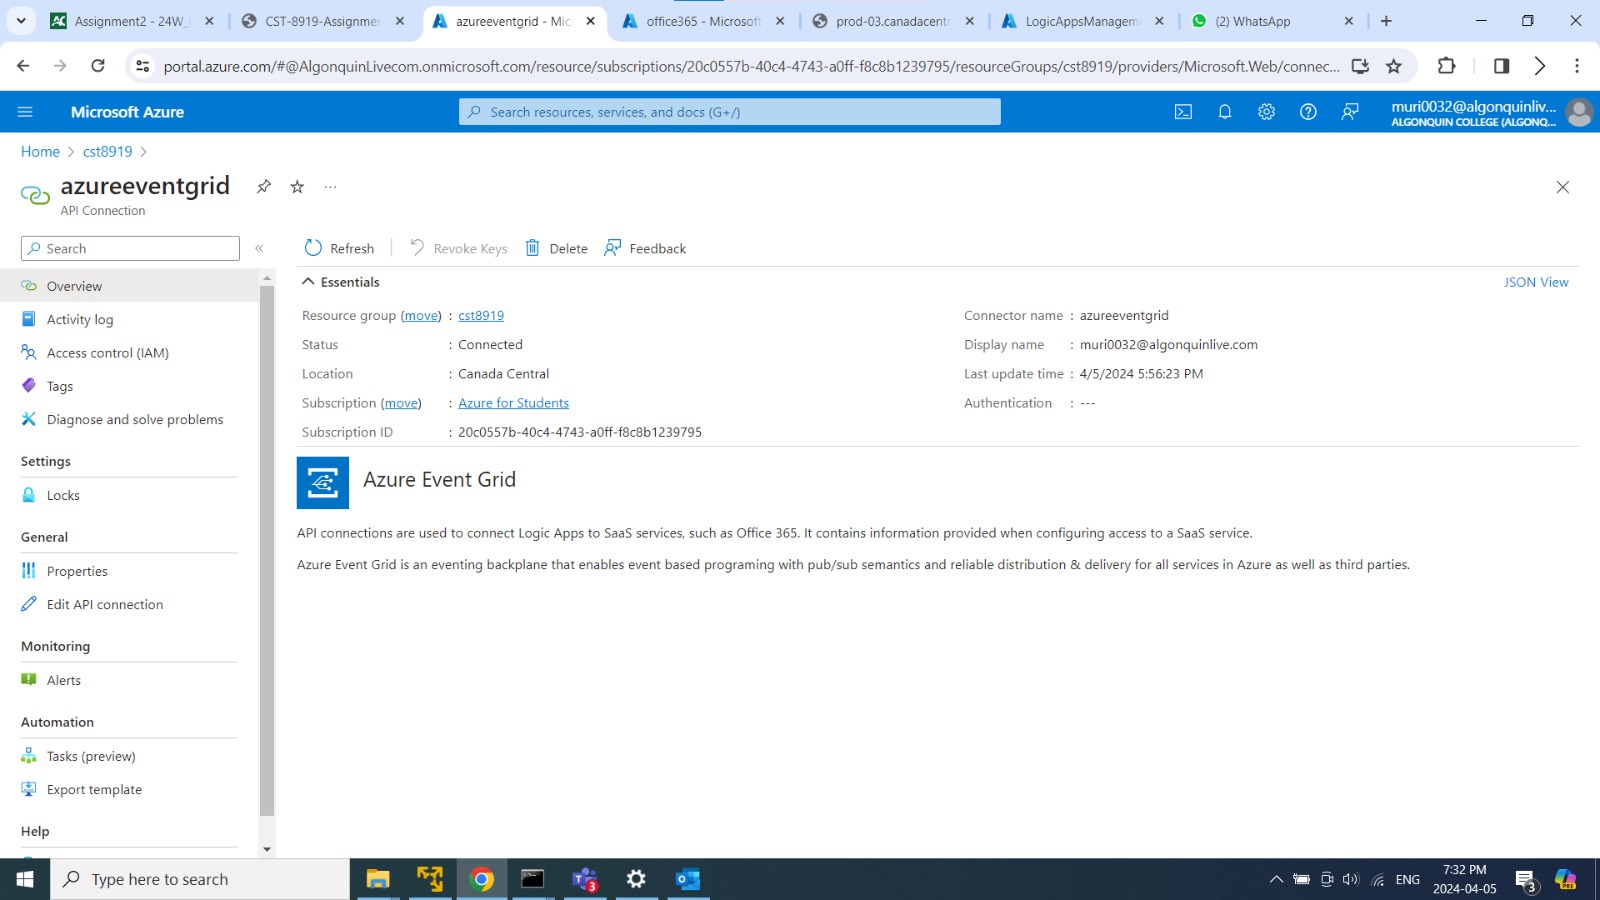 Assignment2 - 24W_
CST-8919-Assignmen
azureeventgrid - Mic
office365 - Microsoft
prod-03.canadacentr
LogicAppsManagem
(2) WhatsApp
portal.azure.com/#@AlgonquinLivecom.onmicrosoft.com/resource/subscriptions/20c0557b-40c4-4743-a0ff-f8c8b1239795/resourceGroups/cst8919/providers/Microsoft.Web/connec...
Microsoft Azure
Search resources, services, and docs (G+/)
muri0032@algonquinliv...
ALGONQUIN COLLEGE (ALGONQ...
Home > cst8919 >
azureeventgrid
API Connection
Search
Refresh
Revoke Keys
Delete
Feedback
Overview
Activity log
Access control (IAM)
Tags
Diagnose and solve problems
Settings
Locks
General
Properties
Edit API connection
Monitoring
Alerts
Automation
Tasks (preview)
Export template
Help
Essentials
JSON View
Resource group (move) : cst8919
Status : Connected
Location : Canada Central
Subscription (move) : Azure for Students
Subscription ID : 20c0557b-40c4-4743-a0ff-f8c8b1239795
Connector name : azureeventgrid
Display name : muri0032@algonquinlive.com
Last update time : 4/5/2024 5:56:23 PM
Authentication : ---
Azure Event Grid
API connections are used to connect Logic Apps to SaaS services, such as Office 365. It contains information provided when configuring access to a SaaS service.
Azure Event Grid is an eventing backplane that enables event based programing with pub/sub semantics and reliable distribution & delivery for all services in Azure as well as third parties.
Type here to search
3
ENG
7:32 PM
2024-04-05
3
PRE